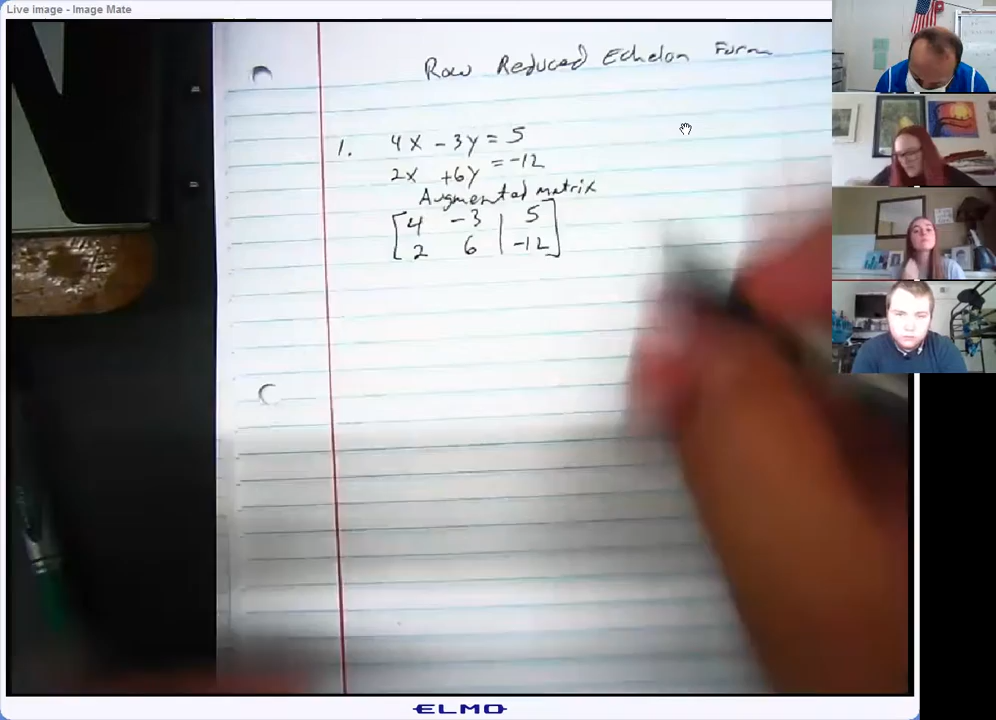 Live image - Image Mate
Row Reduced Echelon Form
1. 4x - 3y = 5
2x + 6y = -12
Augmented matrix
[ 4 -3 | 5 ]
[ 2 6 | -12 ]
ELMO